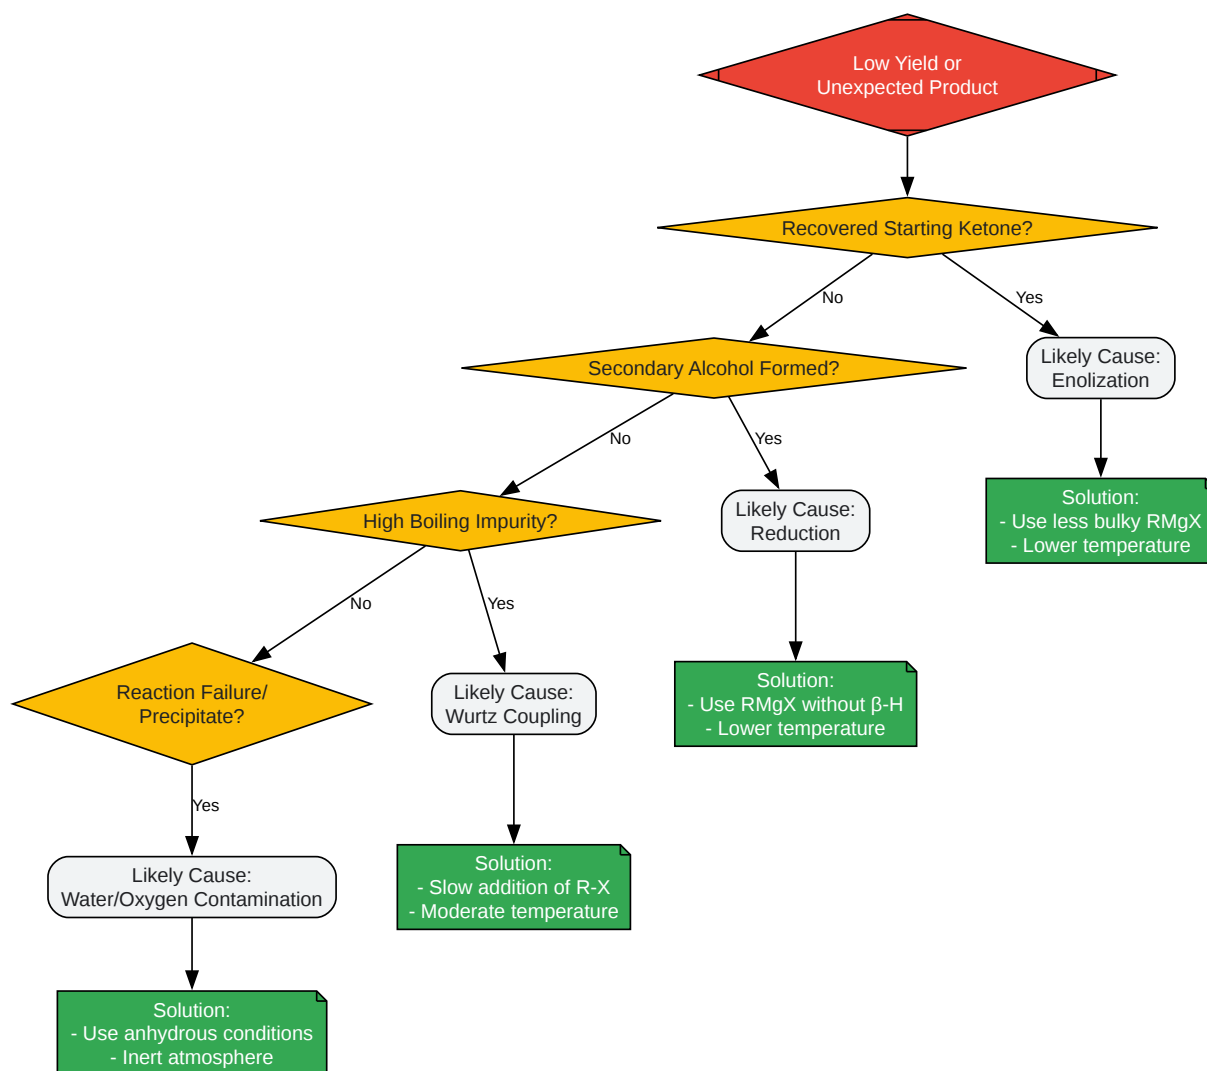 Low Yield or
Unexpected Product
Recovered Starting Ketone?
No
Yes
Secondary Alcohol Formed?
Likely Cause:
Enolization
No
Yes
High Boiling Impurity?
Likely Cause:
Reduction
Solution:
- Use less bulky RMgX
- Lower temperature
No
Yes
Reaction Failure/
Precipitate?
Likely Cause:
Wurtz Coupling
Solution:
- Use RMgX without β-H
- Lower temperature
Yes
Likely Cause:
Water/Oxygen Contamination
Solution:
- Slow addition of R-X
- Moderate temperature
Solution:
- Use anhydrous conditions
- Inert atmosphere